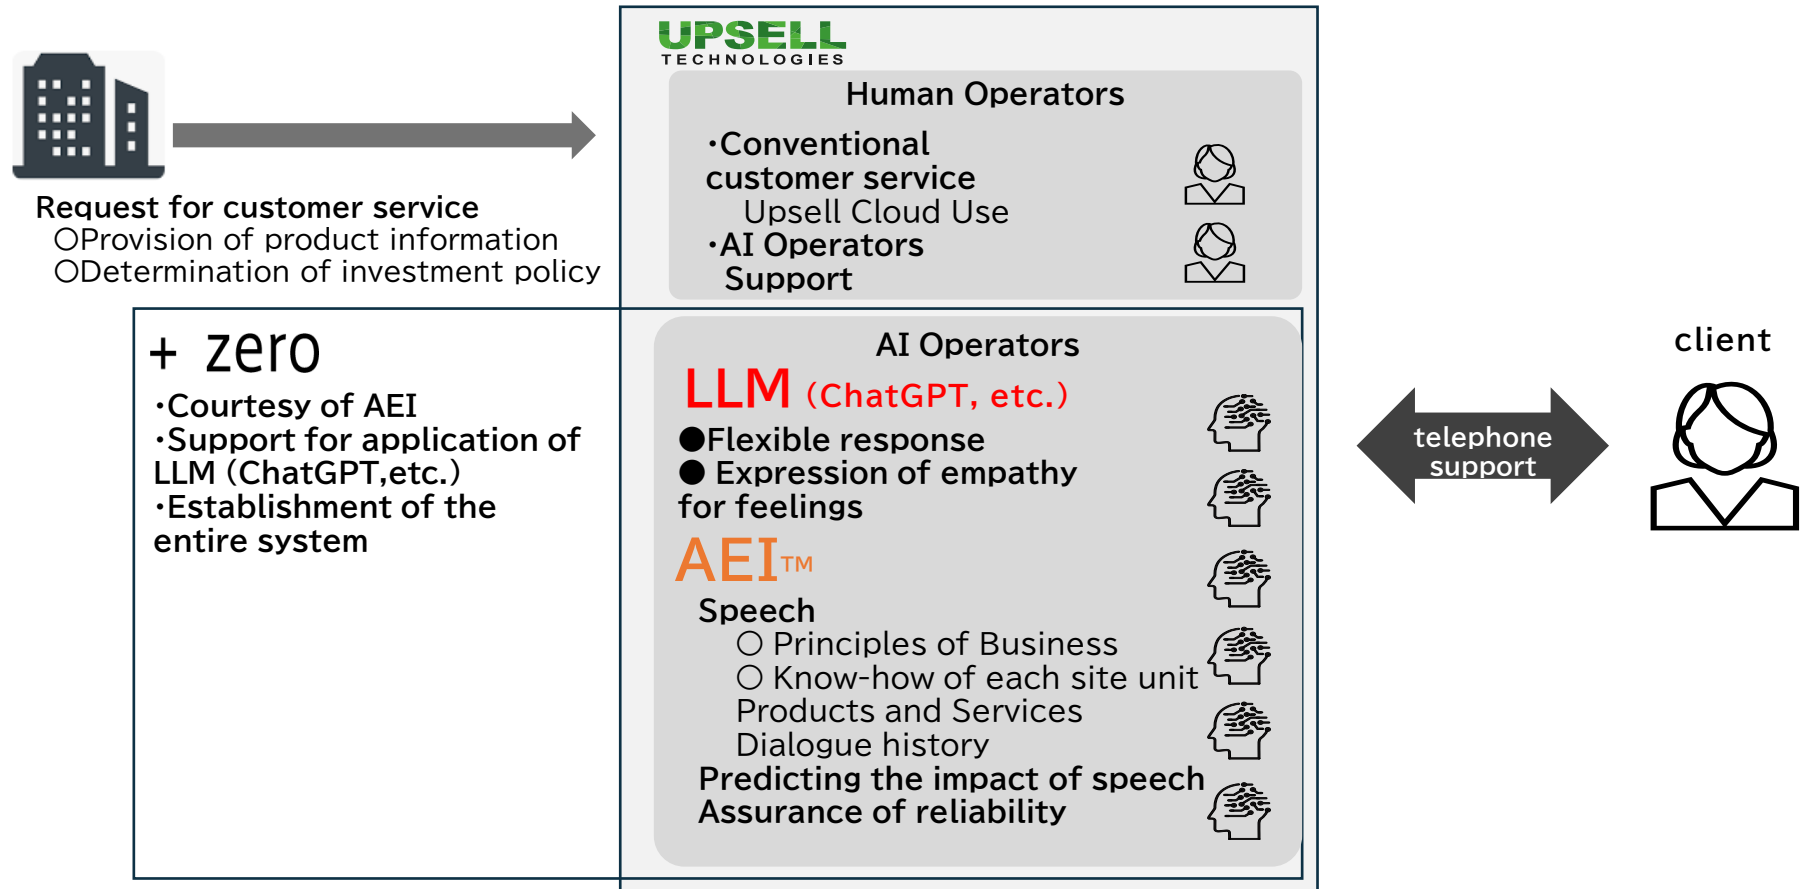 UPSELL
TECHNOLOGIES
Human Operators
・Conventional
customer service
Upsell Cloud Use
・AI Operators
Support
Request for customer service
○Provision of product information
○Determination of investment policy
+ zero
・Courtesy of AEI
・Support for application of
LLM (ChatGPT,etc.)
・Establishment of the
entire system
AI Operators
LLM (ChatGPT, etc.)
●Flexible response
● Expression of empathy
for feelings
AEI™
Speech
○ Principles of Business
○ Know-how of each site unit
Products and Services
Dialogue history
Predicting the impact of speech
Assurance of reliability
telephone
support
client